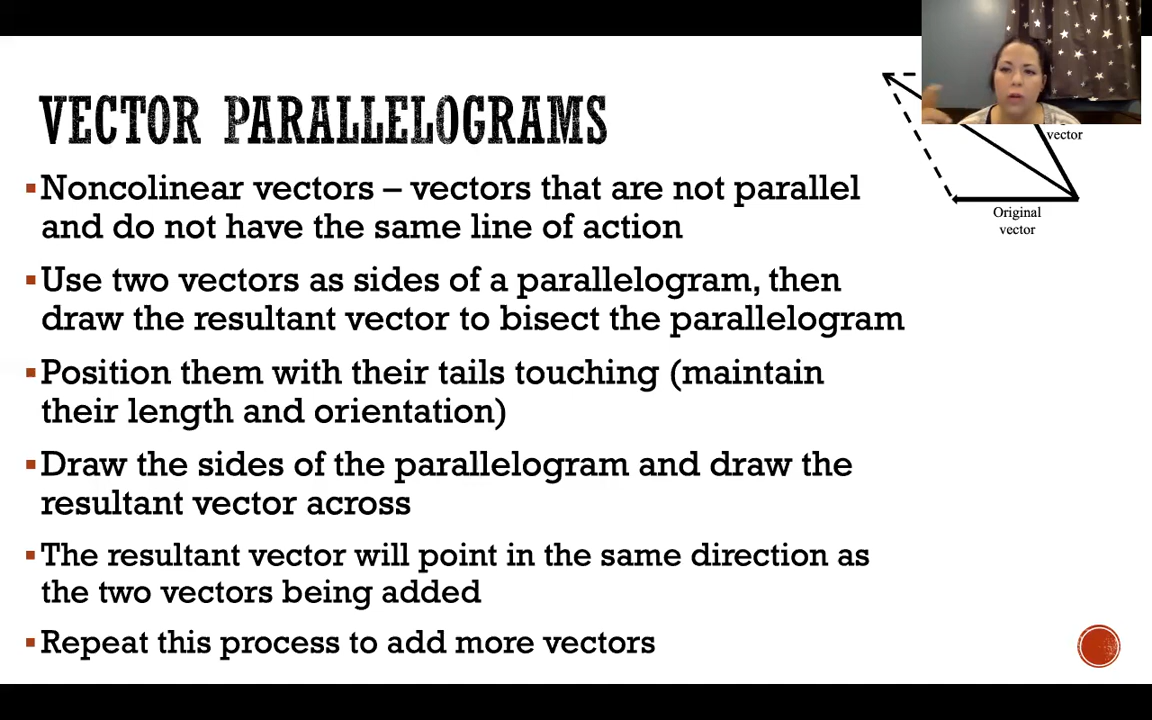 VECTOR PARALLELOGRAMS
▪Noncolinear vectors – vectors that are not parallel
and do not have the same line of action
▪Use two vectors as sides of a parallelogram, then
draw the resultant vector to bisect the parallelogram
▪Position them with their tails touching (maintain
their length and orientation)
▪Draw the sides of the parallelogram and draw the
resultant vector across
▪The resultant vector will point in the same direction as
the two vectors being added
▪Repeat this process to add more vectors
vector
Original
vector